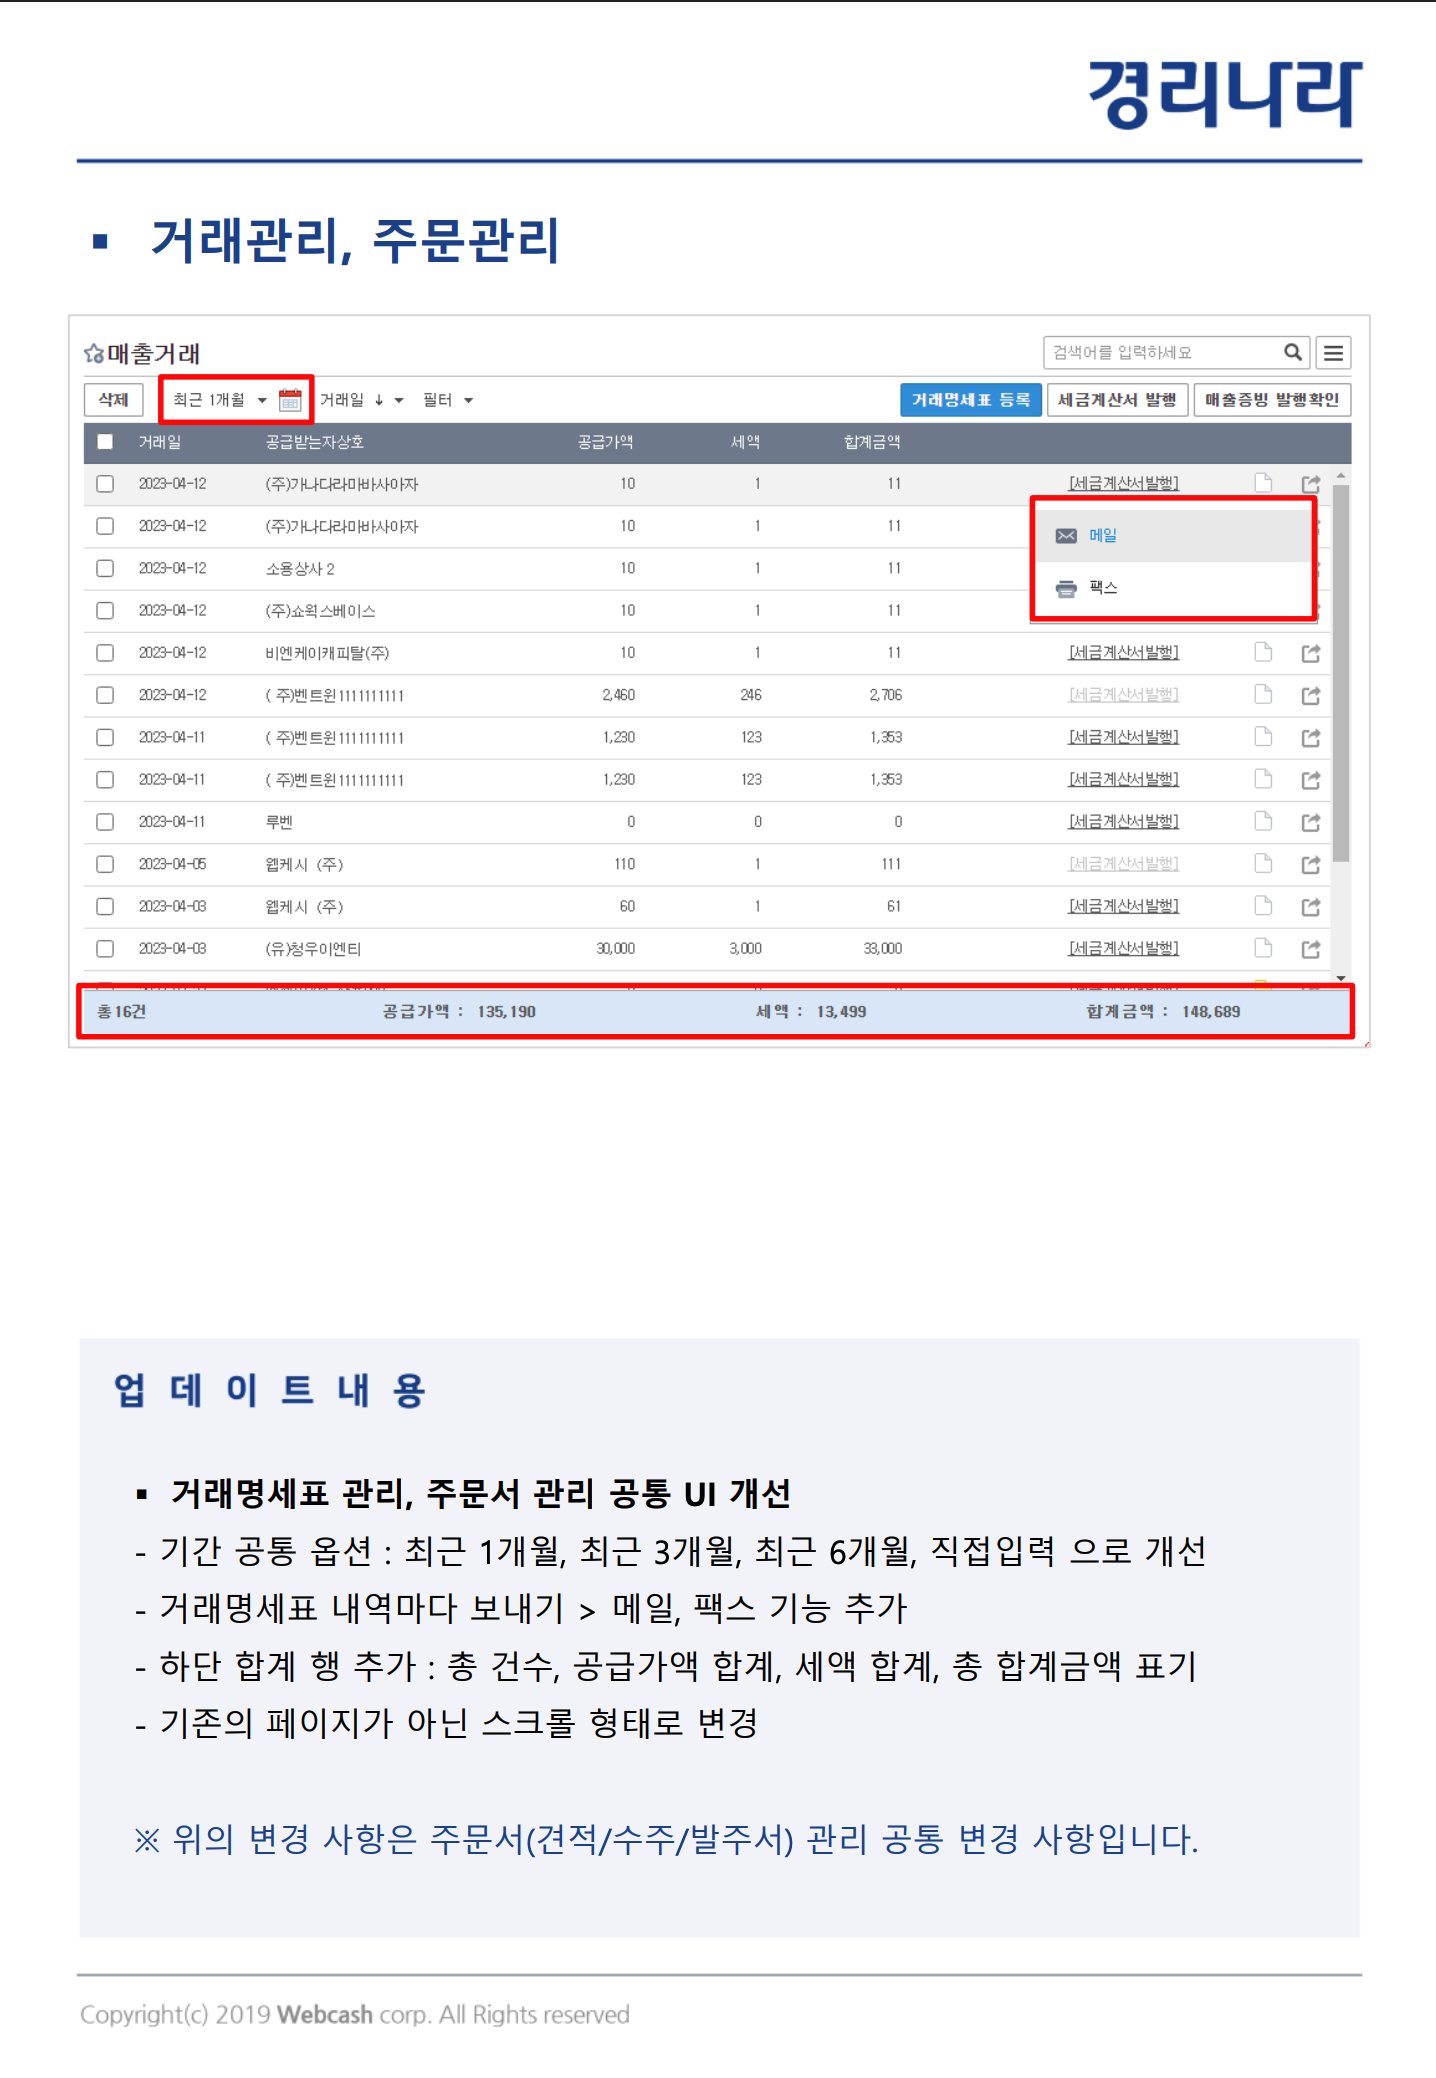 경리나라
▪ 거래관리, 주문관리
매출거래 검색어를 입력하세요
삭제 최근 1개월 거래일 ↓ 필터 거래명세표 등록 세금계산서 발행 매출증빙 발행확인
거래일 공급받는자상호 공급가액 세액 합계금액
2023-04-12 (주)가나다라마바사아자 10 1 11 [세금계산서발행]
2023-04-12 (주)가나다라마바사아자 10 1 11
메일
2023-04-12 소용상사 2 10 1 11
팩스
2023-04-12 (주)쇼윅스베이스 10 1 11
2023-04-12 비엔케이캐피탈(주) 10 1 11 [세금계산서발행]
2023-04-12 ( 주)벤트윈1111111111 2,460 246 2,706 [세금계산서발행]
2023-04-11 ( 주)벤트윈1111111111 1,230 123 1,353 [세금계산서발행]
2023-04-11 ( 주)벤트윈1111111111 1,230 123 1,353 [세금계산서발행]
2023-04-11 루벤 0 0 0 [세금계산서발행]
2023-04-05 웹케시 (주) 110 1 111 [세금계산서발행]
2023-04-03 웹케시 (주) 60 1 61 [세금계산서발행]
2023-04-03 (유)청우이엔티 30,000 3,000 33,000 [세금계산서발행]
총 16건 공급가액 : 135,190 세액 : 13,499 합계금액 : 148,689
업 데 이 트 내 용
▪ 거래명세표 관리, 주문서 관리 공통 UI 개선
- 기간 공통 옵션 : 최근 1개월, 최근 3개월, 최근 6개월, 직접입력 으로 개선
- 거래명세표 내역마다 보내기 > 메일, 팩스 기능 추가
- 하단 합계 행 추가 : 총 건수, 공급가액 합계, 세액 합계, 총 합계금액 표기
- 기존의 페이지가 아닌 스크롤 형태로 변경
※ 위의 변경 사항은 주문서(견적/수주/발주서) 관리 공통 변경 사항입니다.
Copyright(c) 2019 Webcash corp. All Rights reserved